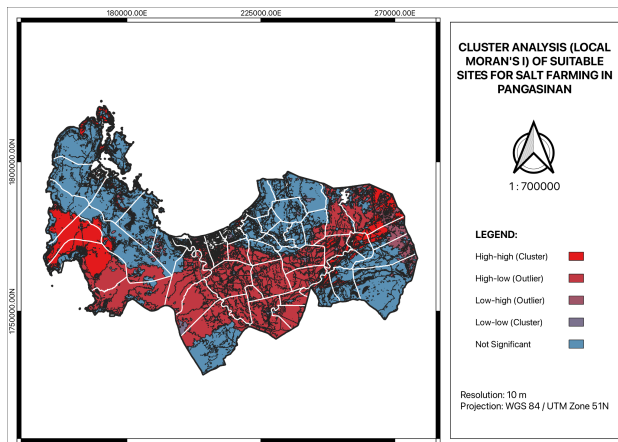 180000.00E
225000.00E
270000.00E
1800000.00N
1750000.00N
CLUSTER ANALYSIS (LOCAL
MORAN'S I) OF SUITABLE
SITES FOR SALT FARMING IN
PANGASINAN
1:700000
LEGEND:
High-high (Cluster)
High-low (Outlier)
Low-high (Outlier)
Low-low (Cluster)
Not Significant
Resolution: 10 m
Projection: WGS 84 / UTM Zone 51N